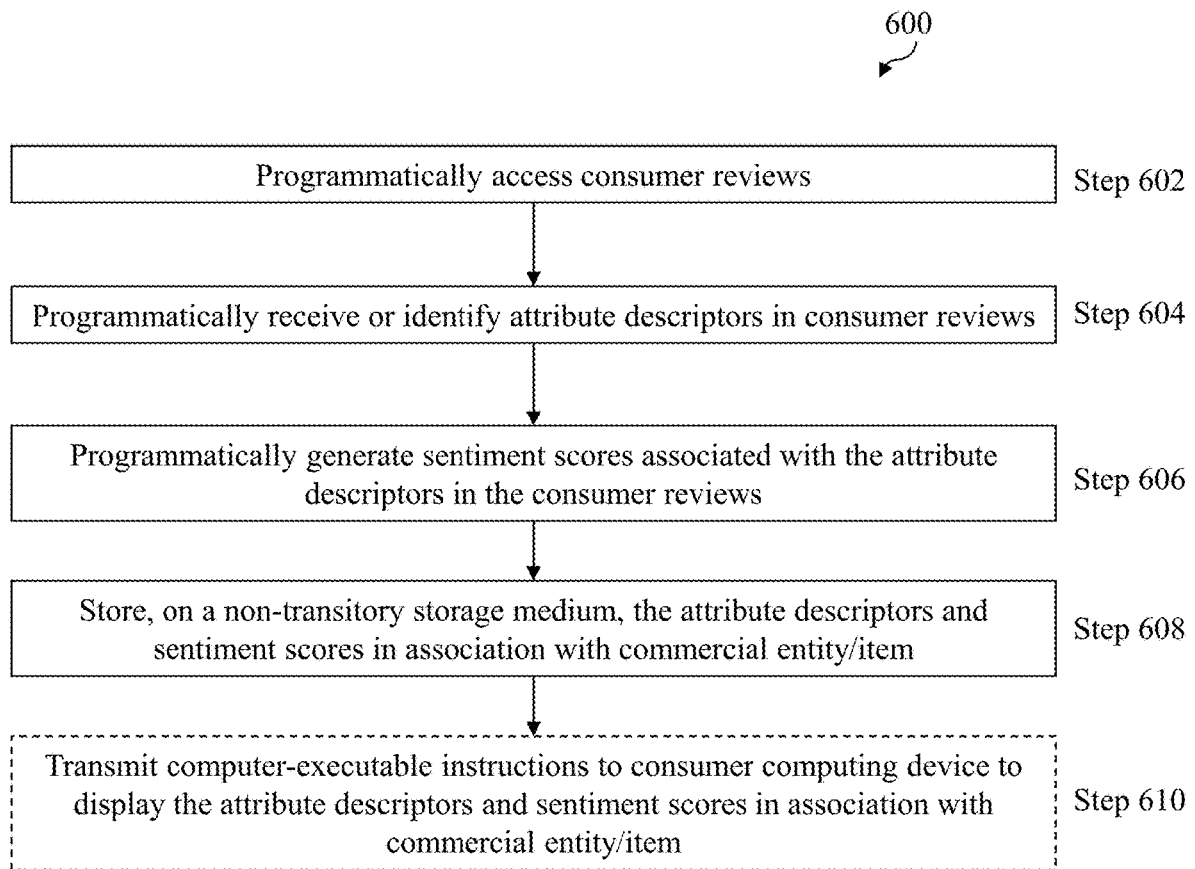 600
Programmatically access consumer reviews
Step 602
Programmatically receive or identify attribute descriptors in consumer reviews
Step 604
Programmatically generate sentiment scores associated with the attribute
descriptors in the consumer reviews
Step 606
Store, on a non-transitory storage medium, the attribute descriptors and
sentiment scores in association with commercial entity/item
Step 608
Transmit computer-executable instructions to consumer computing device to
display the attribute descriptors and sentiment scores in association with
commercial entity/item
Step 610